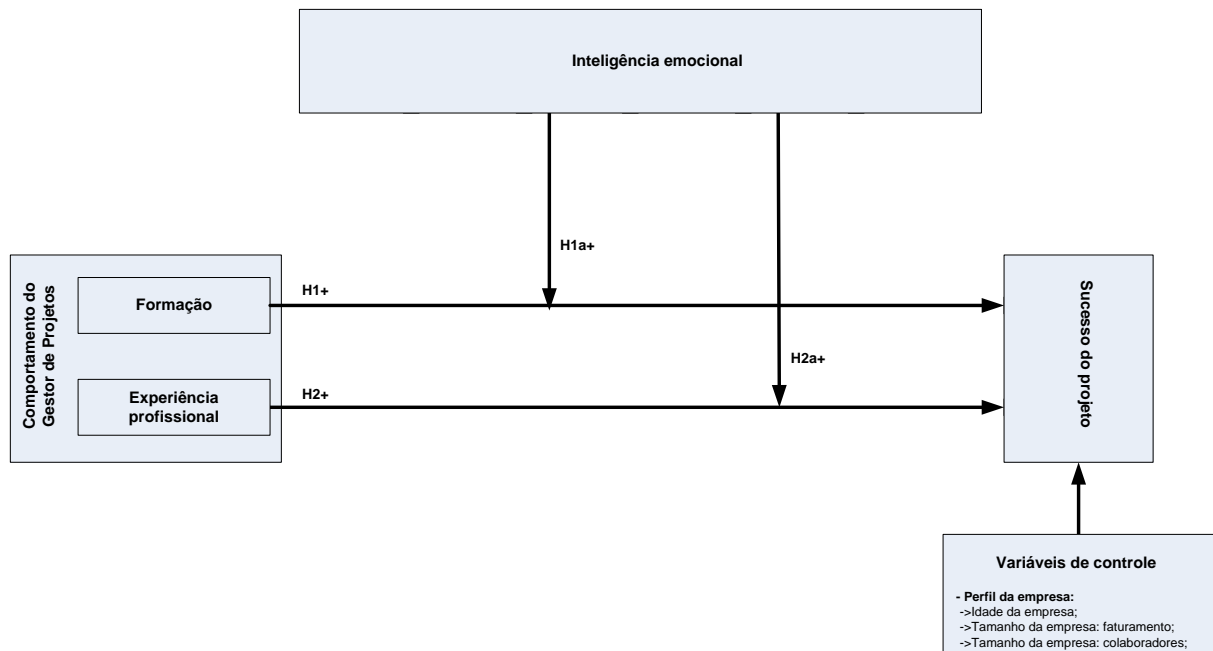 Inteligência emocional
H1a+
Comportamento do
Gestor de Projetos
Formação
H1+
H2a+
Experiência
profissional
H2+
Sucesso do projeto
Variáveis de controle
- Perfil da empresa:
->Idade da empresa;
->Tamanho da empresa: faturamento;
->Tamanho da empresa: colaboradores;